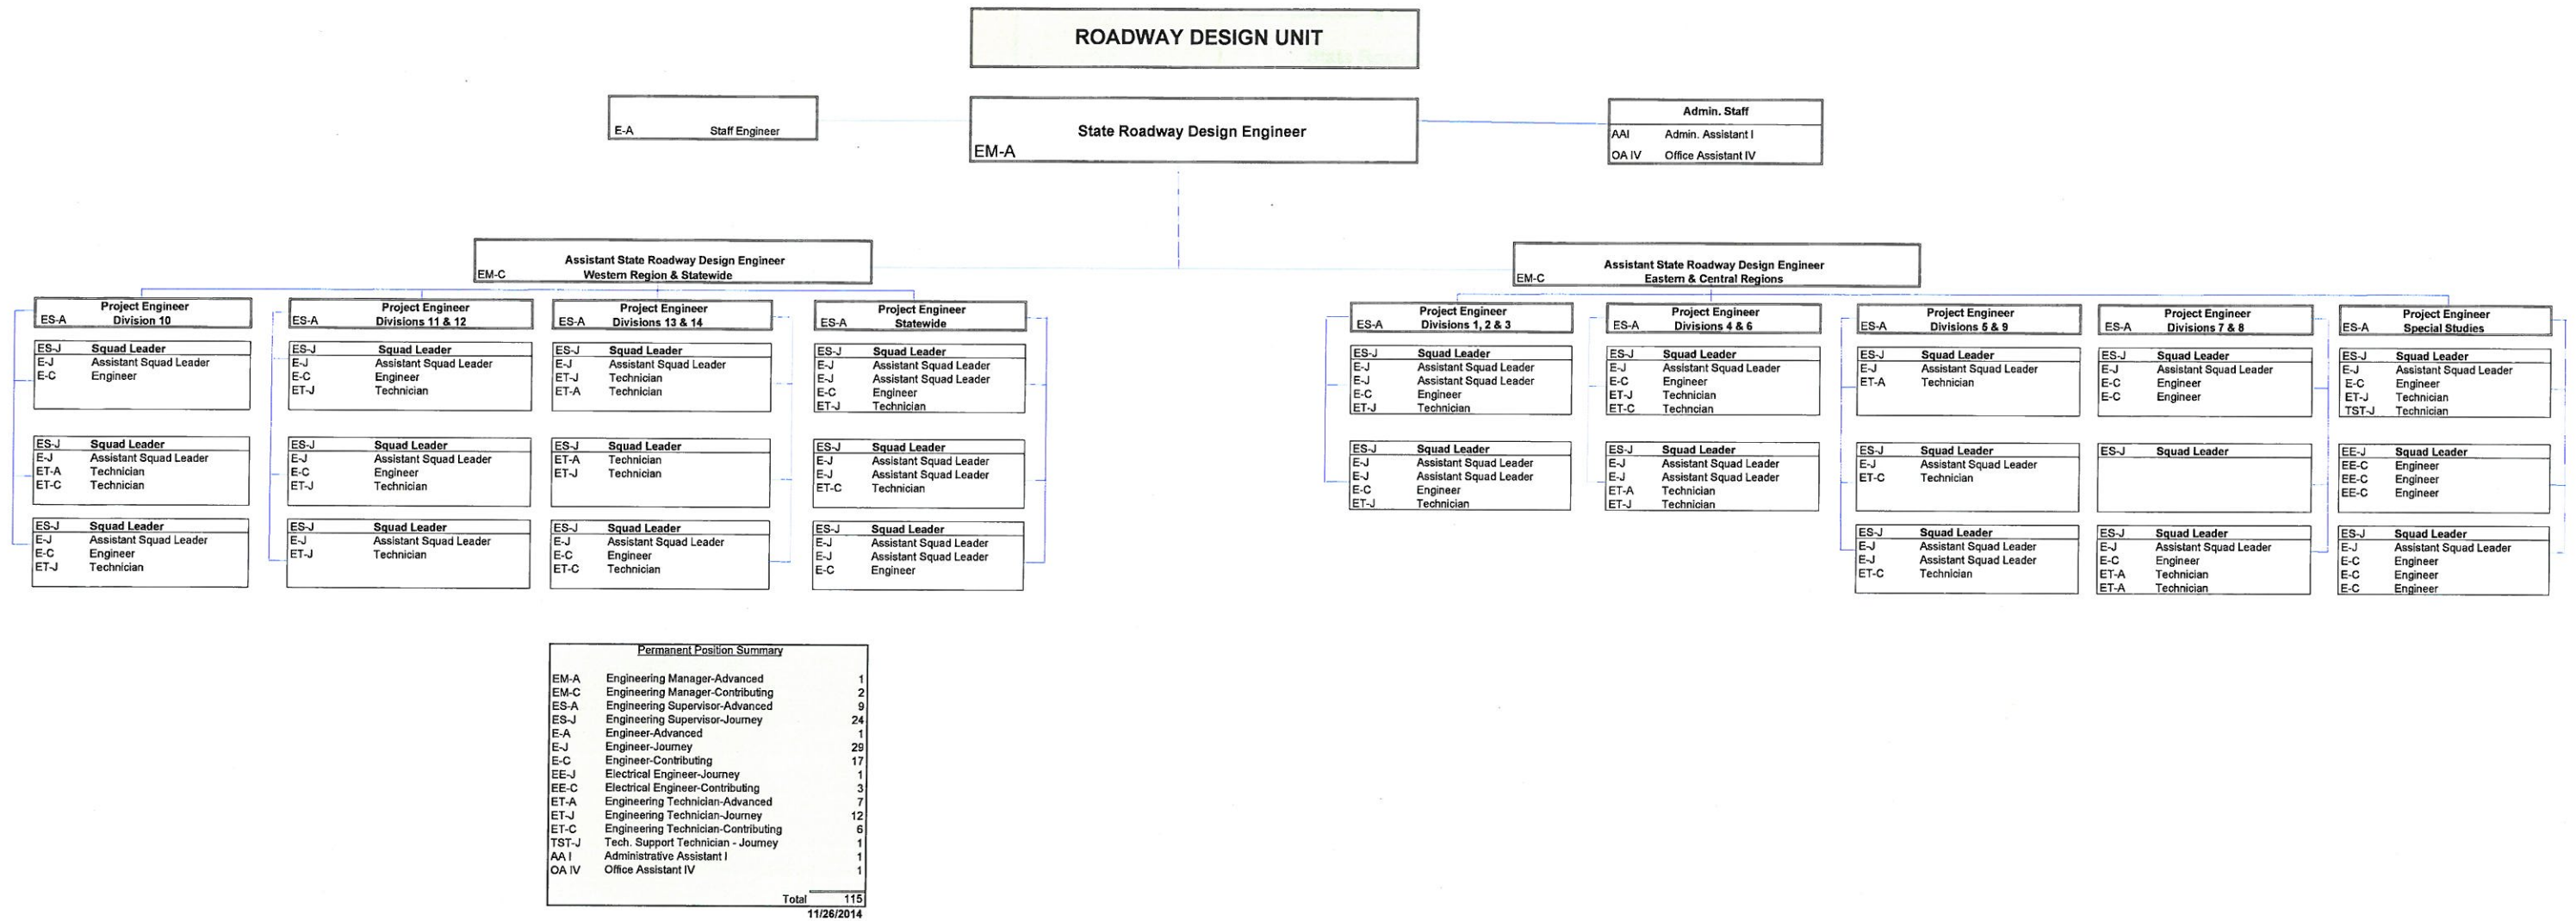 ROADWAY DESIGN UNIT
E-A Staff Engineer
State Roadway Design Engineer
EM-A
Admin. Staff
AAI Admin. Assistant I
OA IV Office Assistant IV
Assistant State Roadway Design Engineer
EM-C Western Region & Statewide
Assistant State Roadway Design Engineer
EM-C Eastern & Central Regions
Project Engineer
ES-A Division 10
ES-J Squad Leader
E-J Assistant Squad Leader
E-C Engineer
ES-J Squad Leader
E-J Assistant Squad Leader
ET-A Technician
ET-C Technician
ES-J Squad Leader
E-J Assistant Squad Leader
E-C Engineer
ET-J Technician
Project Engineer
ES-A Divisions 11 & 12
ES-J Squad Leader
E-J Assistant Squad Leader
E-C Engineer
ET-J Technician
ES-J Squad Leader
E-J Assistant Squad Leader
E-C Engineer
ET-J Technician
ES-J Squad Leader
E-J Assistant Squad Leader
ET-J Technician
Project Engineer
ES-A Divisions 13 & 14
ES-J Squad Leader
E-J Assistant Squad Leader
ET-J Technician
ET-A Technician
ES-J Squad Leader
ET-A Technician
ET-J Technician
ES-J Squad Leader
E-J Assistant Squad Leader
E-C Engineer
ET-C Technician
Project Engineer
ES-A Statewide
ES-J Squad Leader
E-J Assistant Squad Leader
E-J Assistant Squad Leader
E-C Engineer
ET-J Technician
ES-J Squad Leader
E-J Assistant Squad Leader
E-J Assistant Squad Leader
ET-C Technician
ES-J Squad Leader
E-J Assistant Squad Leader
E-J Assistant Squad Leader
E-C Engineer
Project Engineer
ES-A Divisions 1, 2 & 3
ES-J Squad Leader
E-J Assistant Squad Leader
E-J Assistant Squad Leader
E-C Engineer
ET-J Technician
ES-J Squad Leader
E-J Assistant Squad Leader
E-J Assistant Squad Leader
E-C Engineer
ET-J Technician
Project Engineer
ES-A Divisions 4 & 6
ES-J Squad Leader
E-J Assistant Squad Leader
E-C Engineer
ET-J Technician
ET-C Techncian
ES-J Squad Leader
E-J Assistant Squad Leader
E-J Assistant Squad Leader
ET-A Technician
ET-J Technician
Project Engineer
ES-A Divisions 5 & 9
ES-J Squad Leader
E-J Assistant Squad Leader
ET-A Technician
ES-J Squad Leader
E-J Assistant Squad Leader
ET-C Technician
ES-J Squad Leader
E-J Assistant Squad Leader
E-J Assistant Squad Leader
ET-C Technician
Project Engineer
ES-A Divisions 7 & 8
ES-J Squad Leader
E-J Assistant Squad Leader
E-C Engineer
E-C Engineer
ES-J Squad Leader
ES-J Squad Leader
E-J Assistant Squad Leader
E-C Engineer
ET-A Technician
ET-A Technician
Project Engineer
ES-A Special Studies
ES-J Squad Leader
E-J Assistant Squad Leader
E-C Engineer
ET-J Technician
TST-J Technician
EE-J Squad Leader
EE-C Engineer
EE-C Engineer
EE-C Engineer
ES-J Squad Leader
E-J Assistant Squad Leader
E-C Engineer
E-C Engineer
E-C Engineer
Permanent Position Summary
EM-A Engineering Manager-Advanced 1
EM-C Engineering Manager-Contributing 2
ES-A Engineering Supervisor-Advanced 9
ES-J Engineering Supervisor-Journey 24
E-A Engineer-Advanced 1
E-J Engineer-Journey 29
E-C Engineer-Contributing 17
EE-J Electrical Engineer-Journey 1
EE-C Electrical Engineer-Contributing 3
ET-A Engineering Technician-Advanced 7
ET-J Engineering Technician-Journey 12
ET-C Engineering Technician-Contributing 6
TST-J Tech. Support Technician - Journey 1
AA I Administrative Assistant I 1
OA IV Office Assistant IV 1
Total 115
11/26/2014